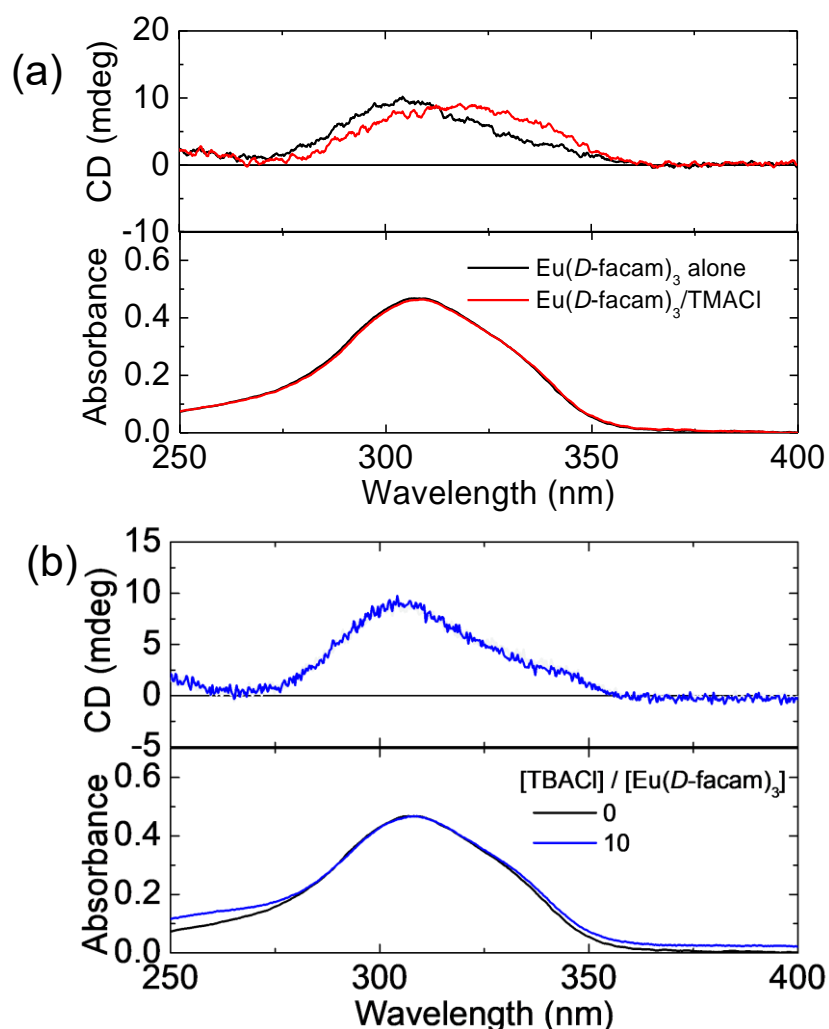 (a)
CD (mdeg)
20
10
0
-10
Absorbance
0.6
0.4
0.2
0.0
Eu(D-facam)3 alone
Eu(D-facam)3/TMACl
250 300 350 400
Wavelength (nm)
(b)
CD (mdeg)
15
10
5
0
-5
Absorbance
0.6
0.4
0.2
0.0
[TBACl] / [Eu(D-facam)3]
0
10
250 300 350 400
Wavelength (nm)